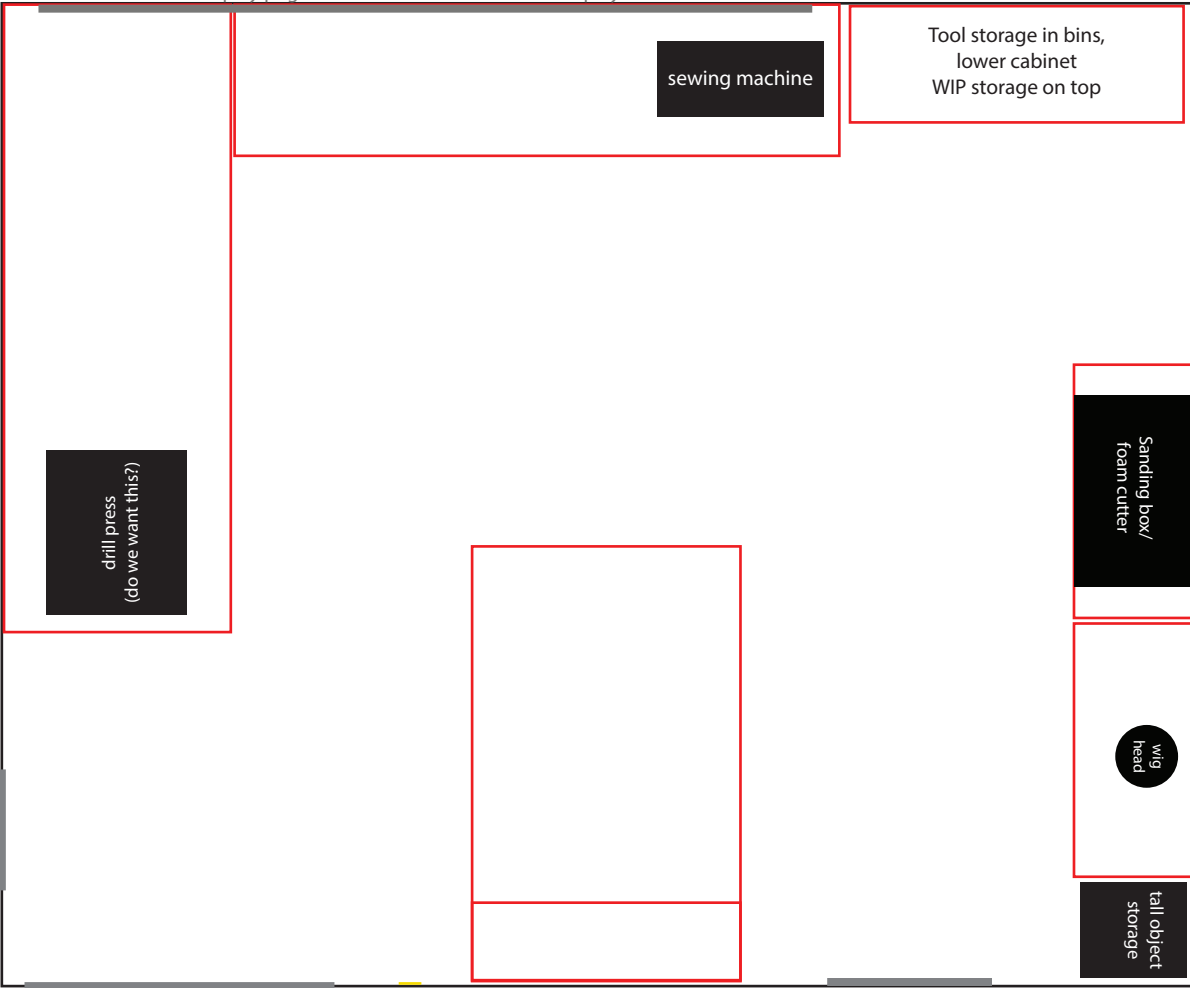 sewing machine
Tool storage in bins,
lower cabinet
WIP storage on top
drill press
(do we want this?)
Sanding box/
foam cutter
wig
head
tall object
storage